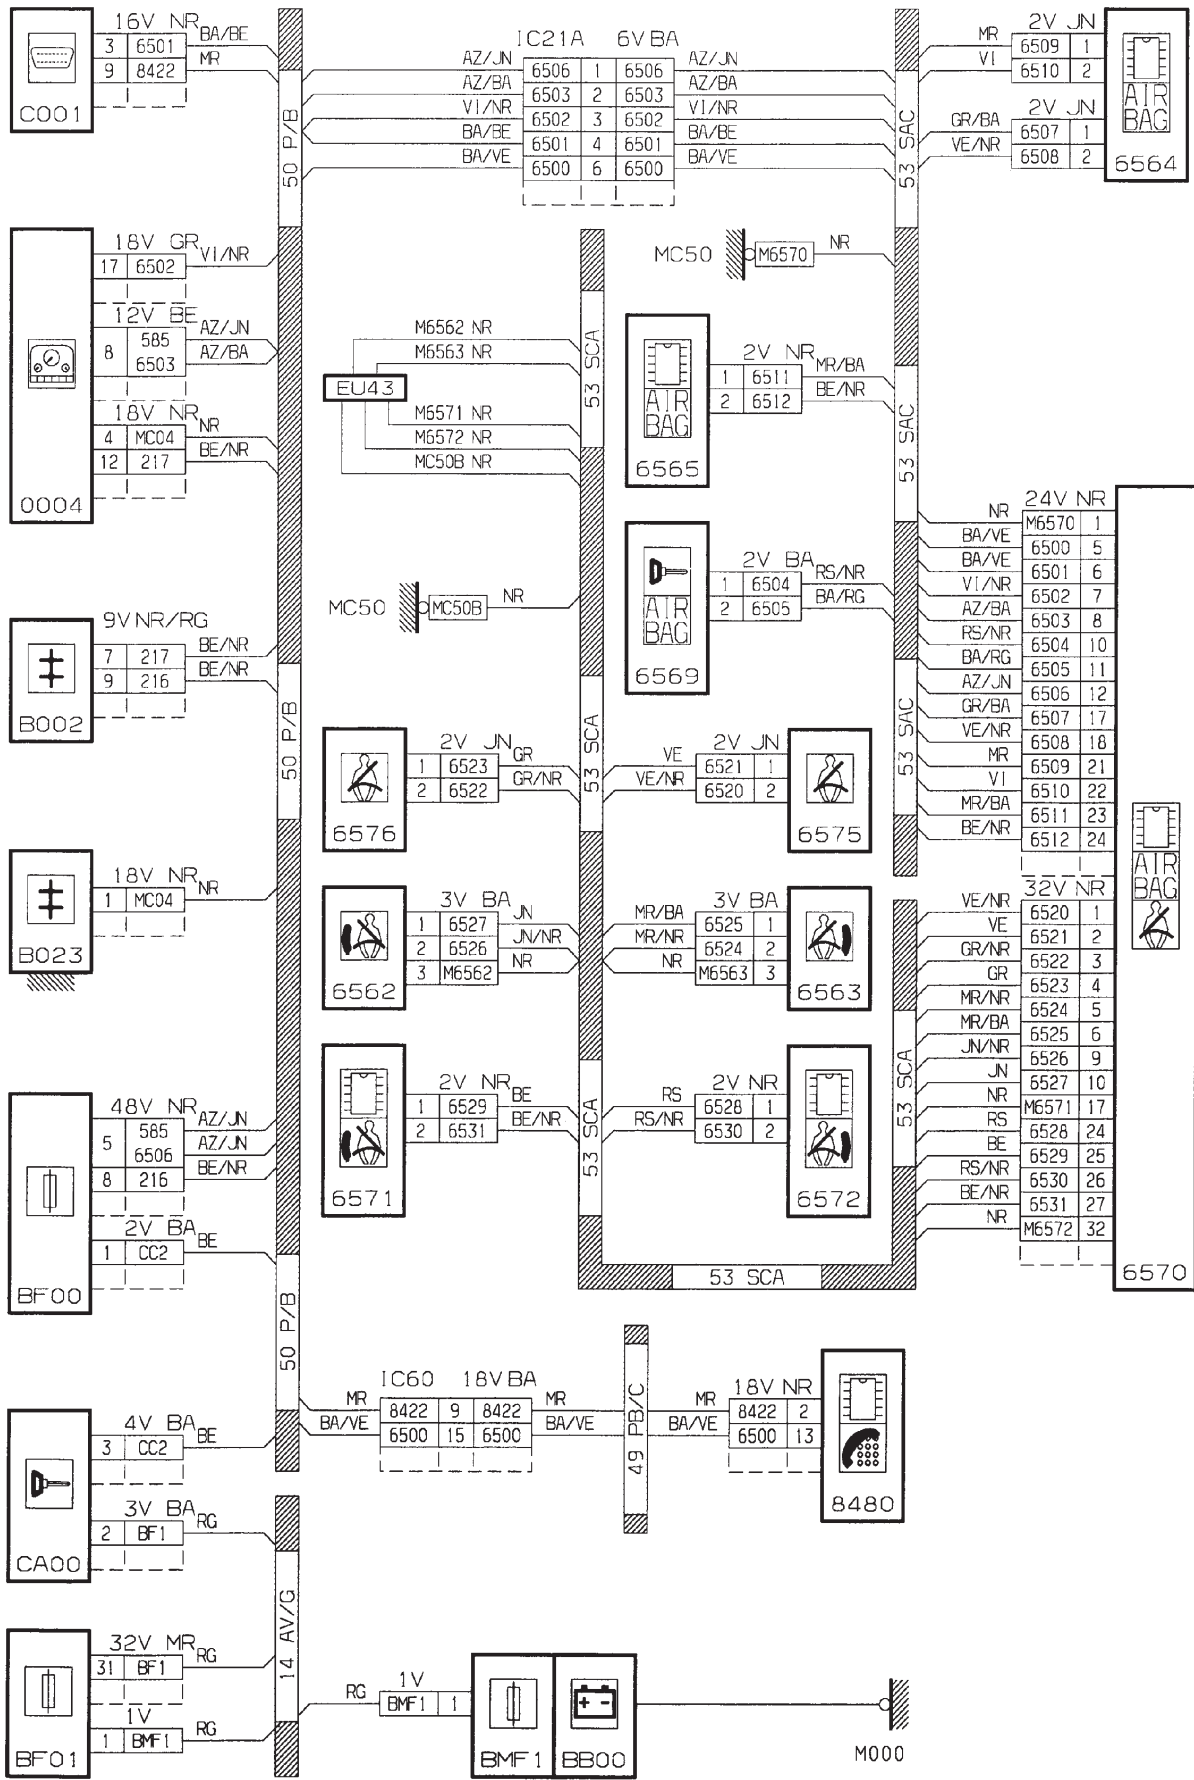 16V NR
3 6501 BA/BE
9 8422 MR
C001
18V GR
17 6502 VI/NR
12V BE
8 585 AZ/JN
6503 AZ/BA
18V NR
4 MC04 NR
12 217 BE/NR
0004
9V NR/RG
7 217 BE/NR
9 216 BE/NR
B002
18V NR
1 MC04 NR
B023
48V NR
5 585 AZ/JN
6506 AZ/JN
8 216 BE/NR
2V BA
1 CC2 BE
BF00
4V BA
3 CC2 BE
3V BA
2 BF1 RG
CA00
32V MR
31 BF1 RG
1V
1 BMF1 RG
BF01
50 P/B
50 P/B
50 P/B
14 AV/G
IC21A 6V BA
AZ/JN 6506 1 6506 AZ/JN
AZ/BA 6503 2 6503 AZ/BA
VI/NR 6502 3 6502 VI/NR
BA/BE 6501 4 6501 BA/BE
BA/VE 6500 6 6500 BA/VE
53 SAC
MR 2V JN
6509 1
VI 6510 2
2V JN
GR/BA 6507 1
VE/NR 6508 2
AIR
BAG
6564
MC50 M6570 NR
M6562 NR
M6563 NR
EU43
M6571 NR
M6572 NR
MC50B NR
53 SCA
2V NR
1 6511 MR/BA
2 6512 BE/NR
AIR
BAG
6565
53 SAC
MC50 MC50B NR
2V BA
1 6504 RS/NR
2 6505 BA/RG
AIR
BAG
6569
53 SAC
24V NR
NR M6570 1
BA/VE 6500 5
BA/VE 6501 6
VI/NR 6502 7
AZ/BA 6503 8
RS/NR 6504 10
BA/RG 6505 11
AZ/JN 6506 12
GR/BA 6507 17
VE/NR 6508 18
MR 6509 21
VI 6510 22
MR/BA 6511 23
BE/NR 6512 24
32V NR
VE/NR 6520 1
VE 6521 2
GR/NR 6522 3
GR 6523 4
MR/NR 6524 5
MR/BA 6525 6
JN/NR 6526 9
JN 6527 10
NR M6571 17
RS 6528 24
BE 6529 25
RS/NR 6530 26
BE/NR 6531 27
NR M6572 32
AIR
BAG
6570
2V JN
1 6523 GR
2 6522 GR/NR
6576
53 SCA
2V JN
VE 6521 1
VE/NR 6520 2
6575
3V BA
1 6527 JN
2 6526 JN/NR
3 M6562 NR
6562
3V BA
MR/BA 6525 1
MR/NR 6524 2
NR M6563 3
6563
2V NR
1 6529 BE
2 6531 BE/NR
6571
53 SCA
2V NR
RS 6528 1
RS/NR 6530 2
6572
53 SCA
53 SCA
IC60 18V BA
MR 8422 9 8422 MR
BA/VE 6500 15 6500 BA/VE
49 PB/C
18V NR
MR 8422 2
BA/VE 6500 13
8480
1V
RG BMF1 1
BMF1
BB00
M000